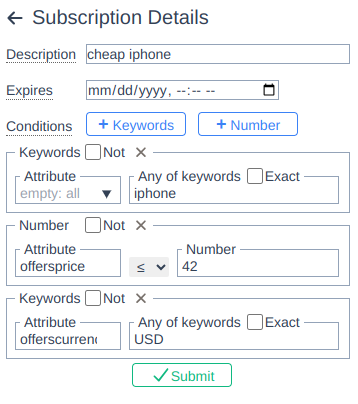 ← Subscription Details
Description cheap iphone
Expires mm/dd/yyyy, --:-- --
Conditions + Keywords + Number
Keywords Not ×
Attribute Any of keywords Exact
empty: all ▼ iphone
Number Not ×
Attribute Number
offersprice ≤ 42
Keywords Not ×
Attribute Any of keywords Exact
offerscurrenc USD
✓ Submit